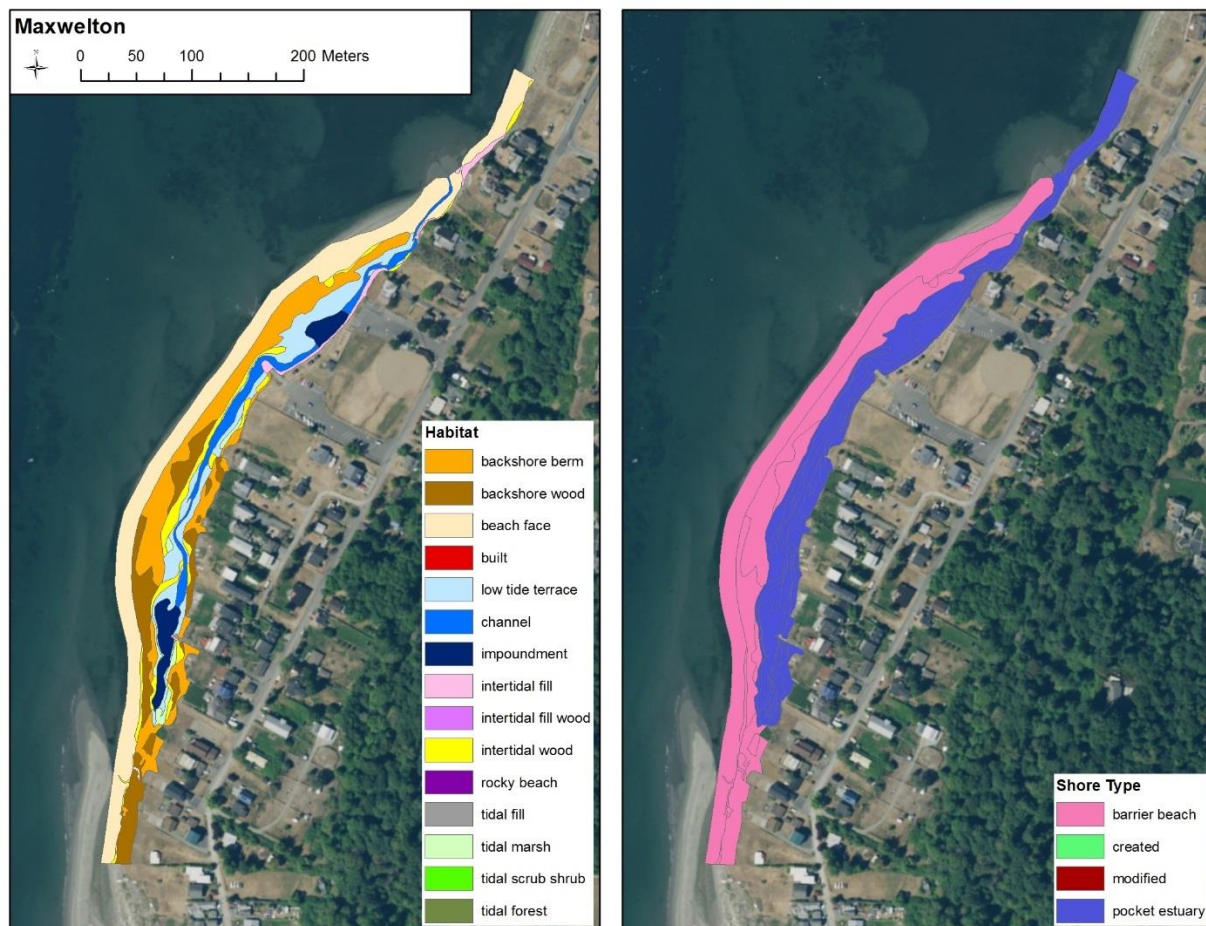 Maxwelton
N
0 50 100 200 Meters
Habitat
backshore berm
backshore wood
beach face
built
low tide terrace
channel
impoundment
intertidal fill
intertidal fill wood
intertidal wood
rocky beach
tidal fill
tidal marsh
tidal scrub shrub
tidal forest
Shore Type
barrier beach
created
modified
pocket estuary